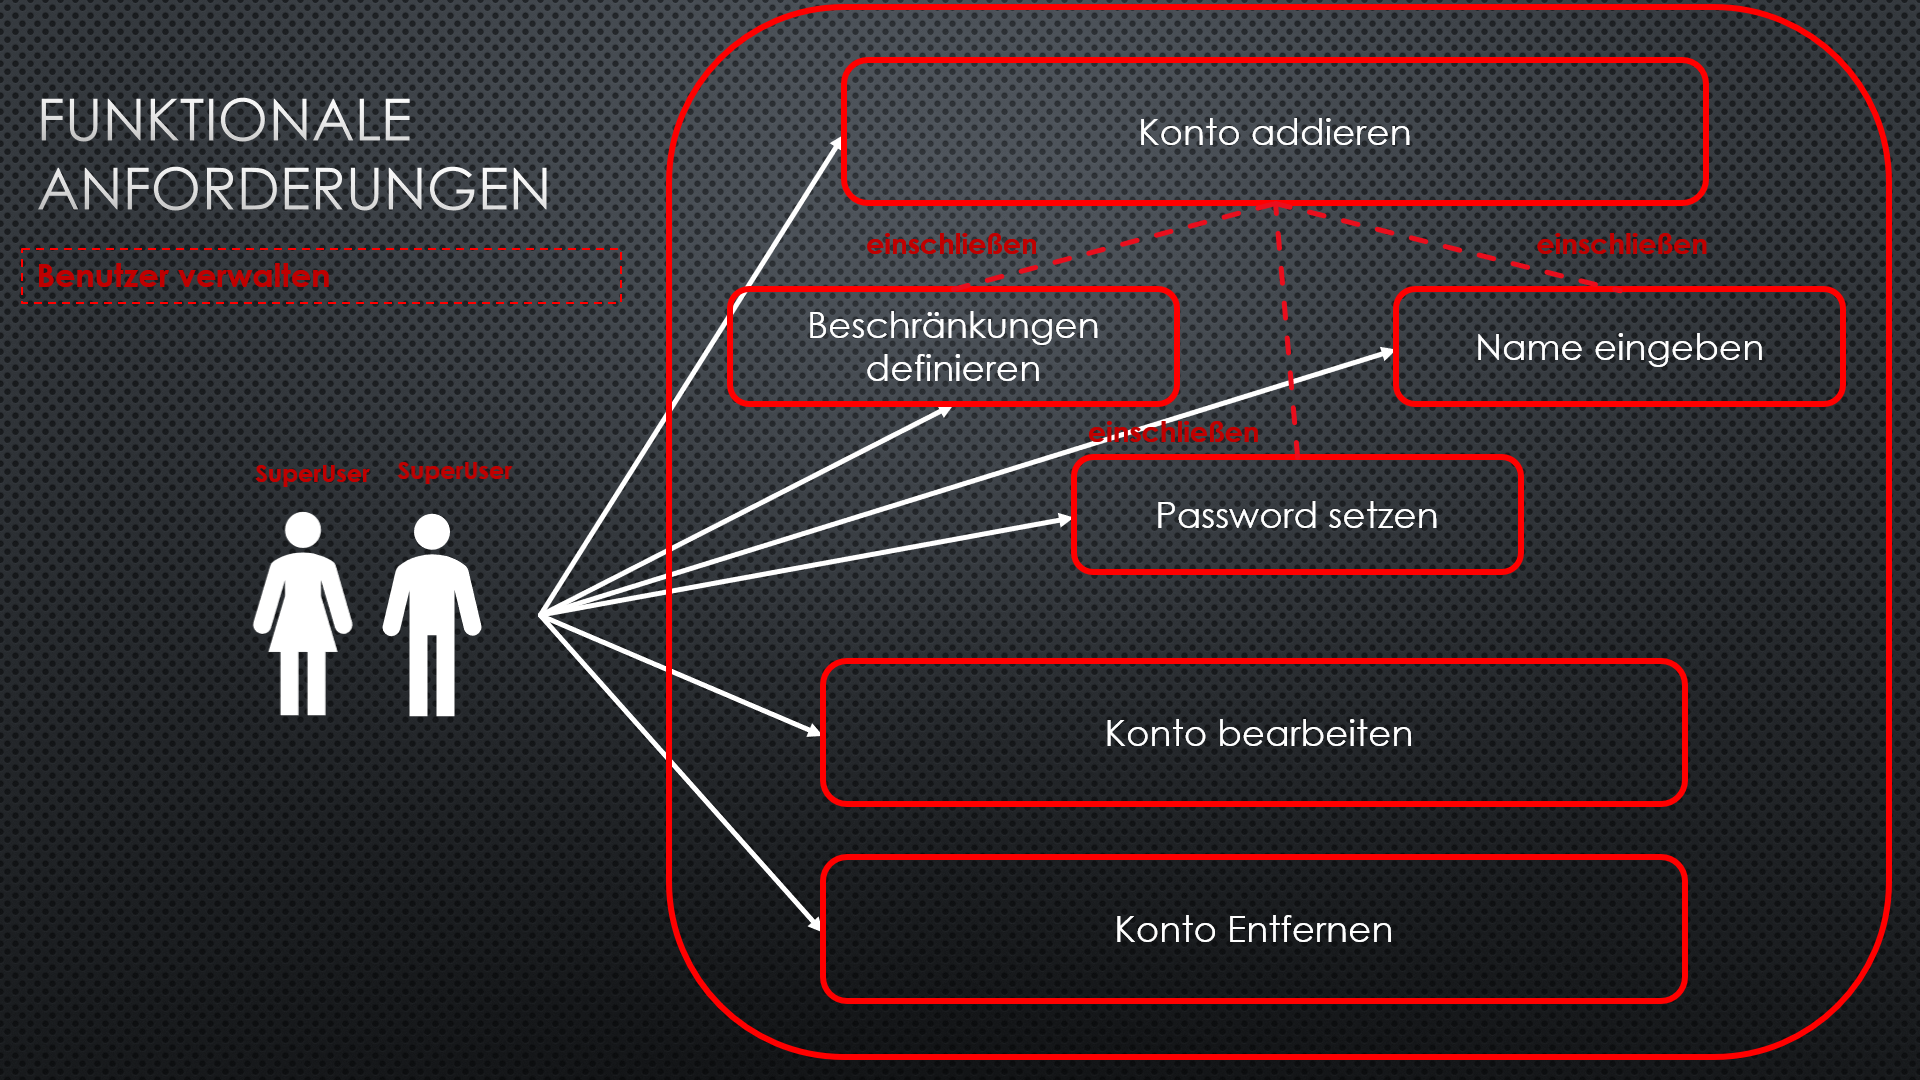 FUNKTIONALE
ANFORDERUNGEN
Benutzer verwalten
SuperUser
SuperUser
Konto addieren
einschließen
einschließen
Beschränkungen
definieren
Name eingeben
einschließen
Password setzen
Konto bearbeiten
Konto Entfernen